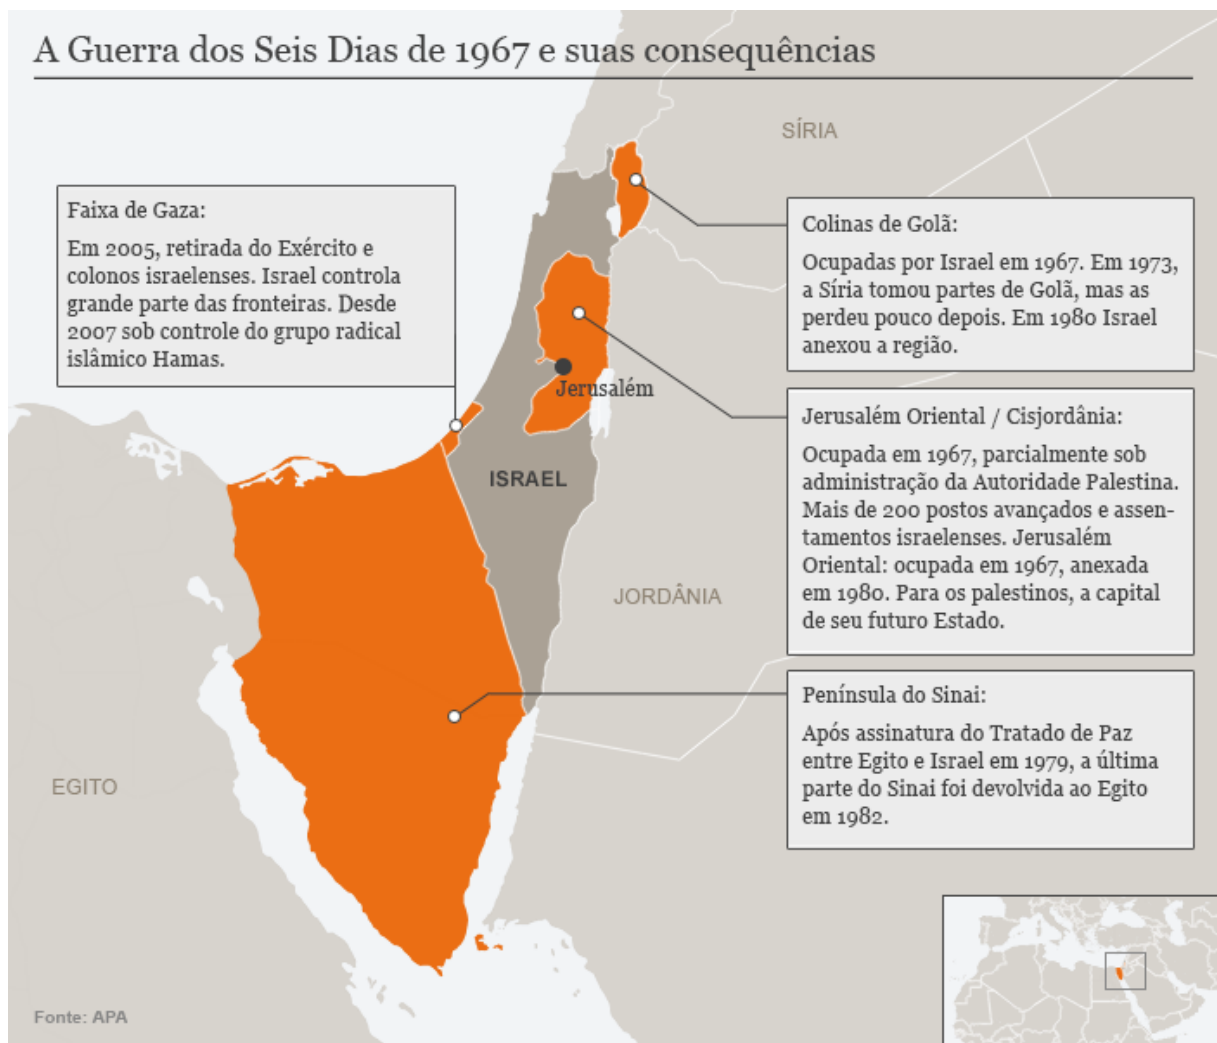 A Guerra dos Seis Dias de 1967 e suas consequências
SÍRIA
Faixa de Gaza:
Em 2005, retirada do Exército e
colonos israelenses. Israel controla
grande parte das fronteiras. Desde
2007 sob controle do grupo radical
islâmico Hamas.
Colinas de Golã:
Ocupadas por Israel em 1967. Em 1973,
a Síria tomou partes de Golã, mas as
perdeu pouco depois. Em 1980 Israel
anexou a região.
Jerusalém
ISRAEL
Jerusalém Oriental / Cisjordânia:
Ocupada em 1967, parcialmente sob
administração da Autoridade Palestina.
Mais de 200 postos avançados e assen-
tamentos israelenses. Jerusalém
Oriental: ocupada em 1967, anexada
em 1980. Para os palestinos, a capital
de seu futuro Estado.
JORDÂNIA
Península do Sinai:
Após assinatura do Tratado de Paz
entre Egito e Israel em 1979, a última
parte do Sinai foi devolvida ao Egito
em 1982.
EGITO
Fonte: APA